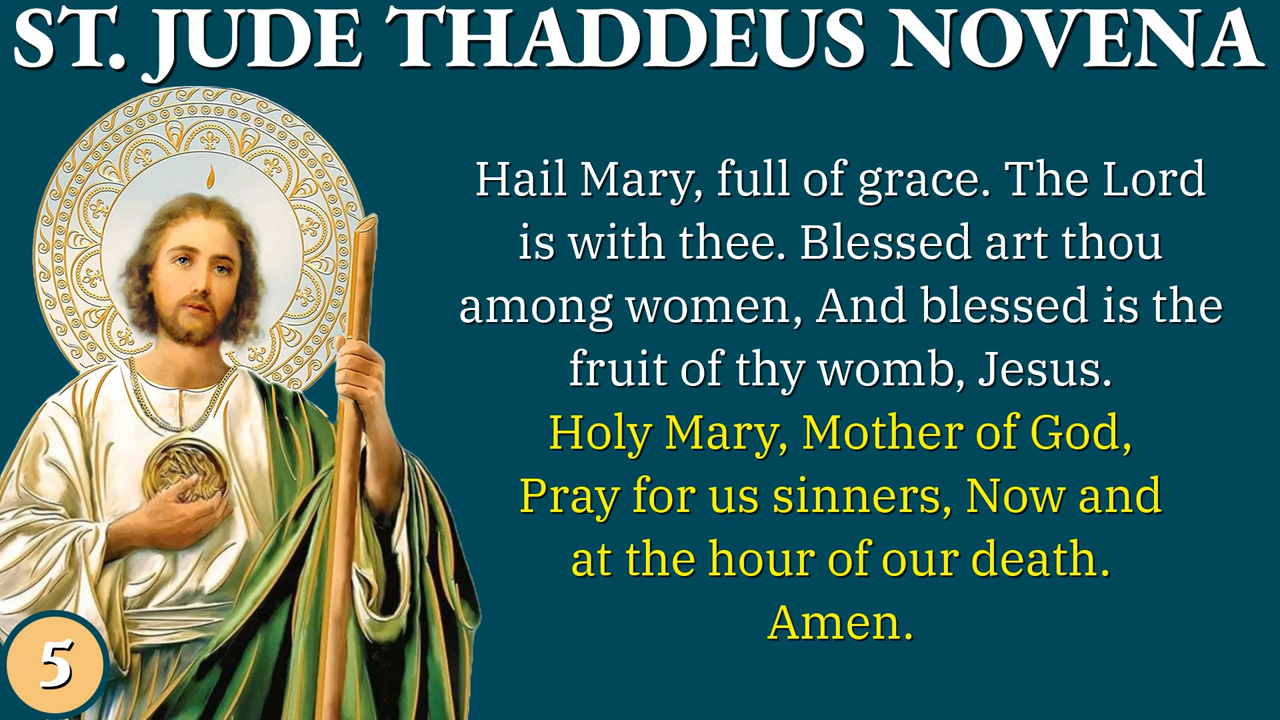 ST. JUDE THADDEUS NOVENA
Hail Mary, full of grace. The Lord
is with thee. Blessed art thou
among women, And blessed is the
fruit of thy womb, Jesus.
Holy Mary, Mother of God,
Pray for us sinners, Now and
at the hour of our death.
Amen.
5